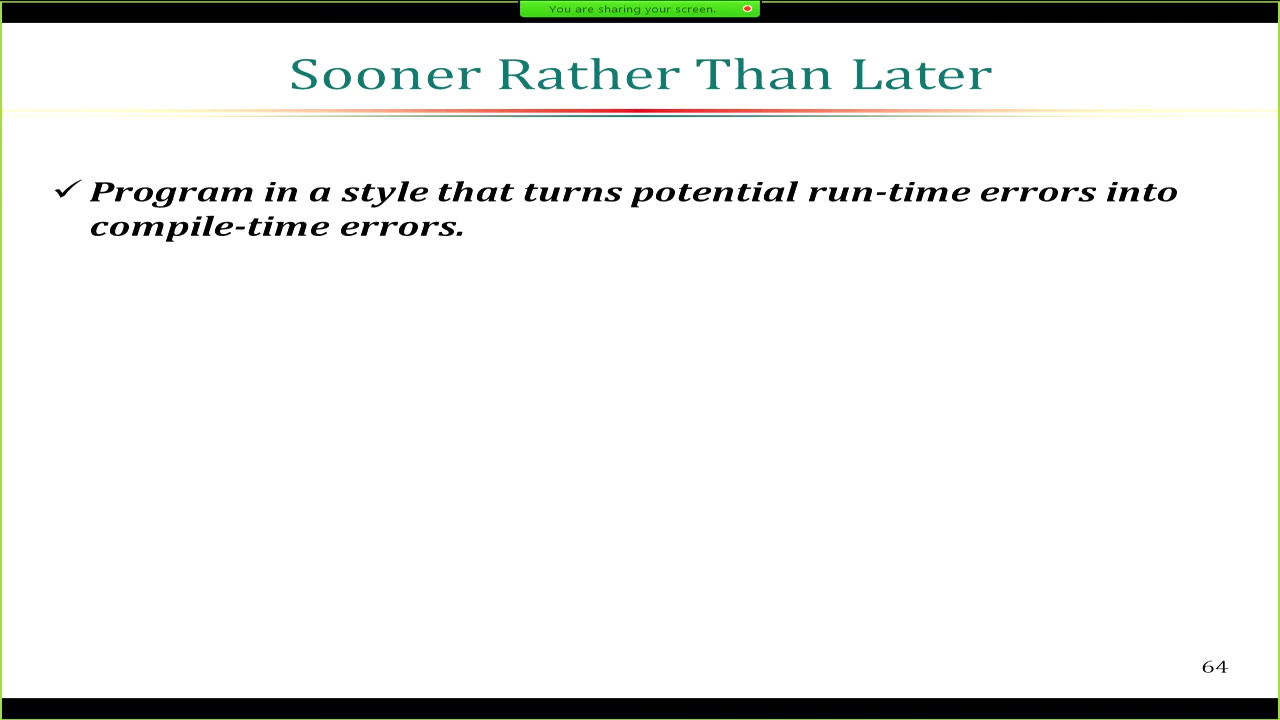 You are sharing your screen.
Sooner Rather Than Later
✓ Program in a style that turns potential run-time errors into
compile-time errors.
64